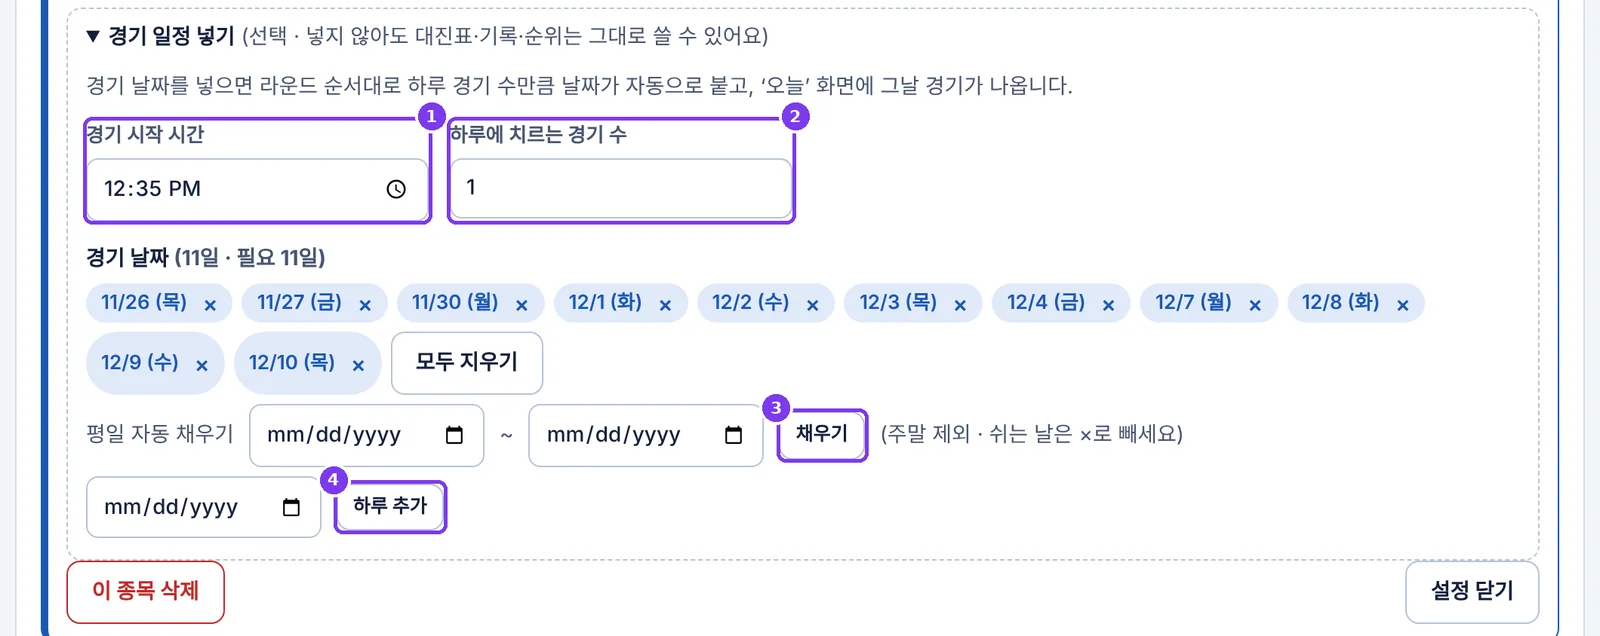 ▼ 경기 일정 넣기 (선택 · 넣지 않아도 대진표·기록·순위는 그대로 쓸 수 있어요)
경기 날짜를 넣으면 라운드 순서대로 하루 경기 수만큼 날짜가 자동으로 붙고, ‘오늘’ 화면에 그날 경기가 나옵니다.
1 2
경기 시작 시간 하루에 치르는 경기 수
12:35 PM 1
경기 날짜 (11일 · 필요 11일)
11/26 (목) × 11/27 (금) × 11/30 (월) × 12/1 (화) × 12/2 (수) × 12/3 (목) × 12/4 (금) × 12/7 (월) × 12/8 (화) ×
12/9 (수) × 12/10 (목) × 모두 지우기
3
평일 자동 채우기 mm/dd/yyyy ~ mm/dd/yyyy 채우기 (주말 제외 · 쉬는 날은 ×로 빼세요)
4
mm/dd/yyyy 하루 추가
이 종목 삭제 설정 닫기